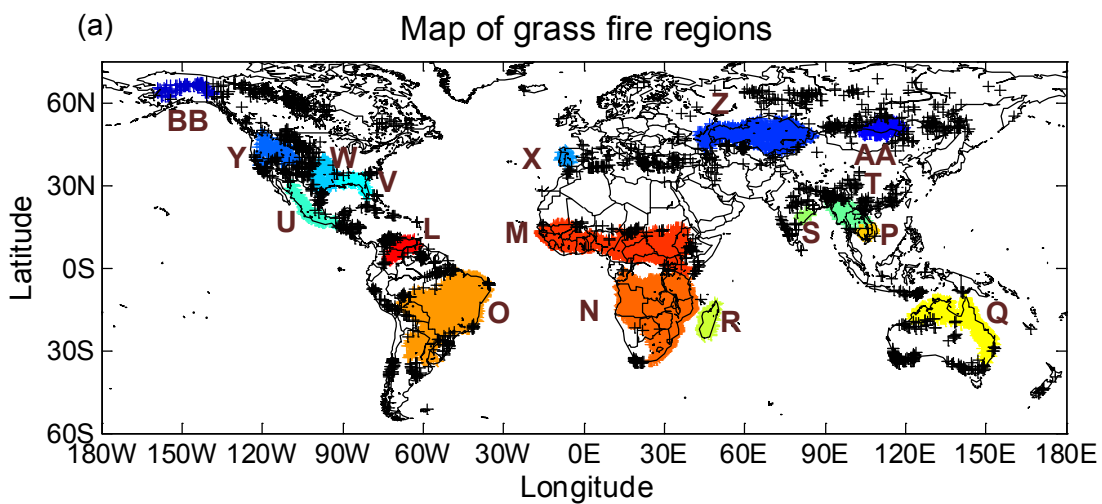 (a) Map of grass fire regions
60N
30N
0S
30S
60S
Latitude
BB
Z
Y
W
X
AA
V
T
U
L
M
S
P
O
N
R
Q
180W 150W 120W 90W 60W 30W 0E 30E 60E 90E 120E 150E 180E
Longitude